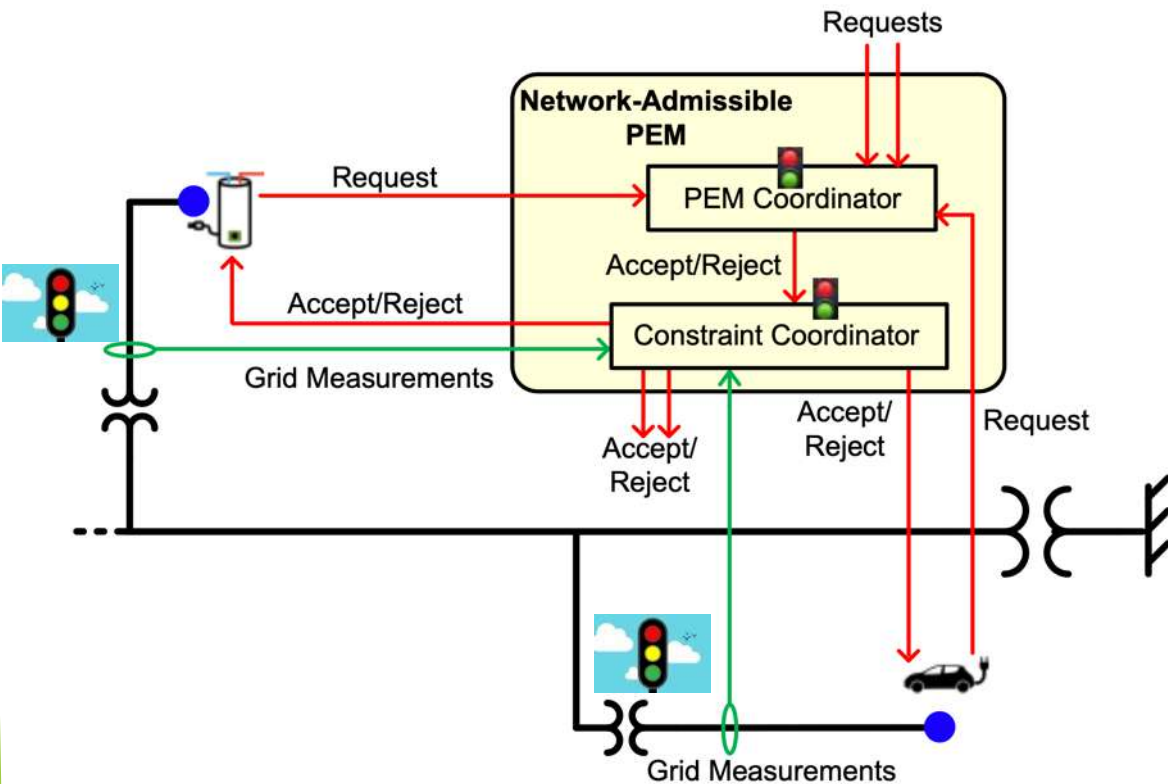 Requests
Network-Admissible
PEM
Request
PEM Coordinator
Accept/Reject
Accept/Reject
Constraint Coordinator
Grid Measurements
Accept/
Reject
Accept/
Reject
Request
Grid Measurements